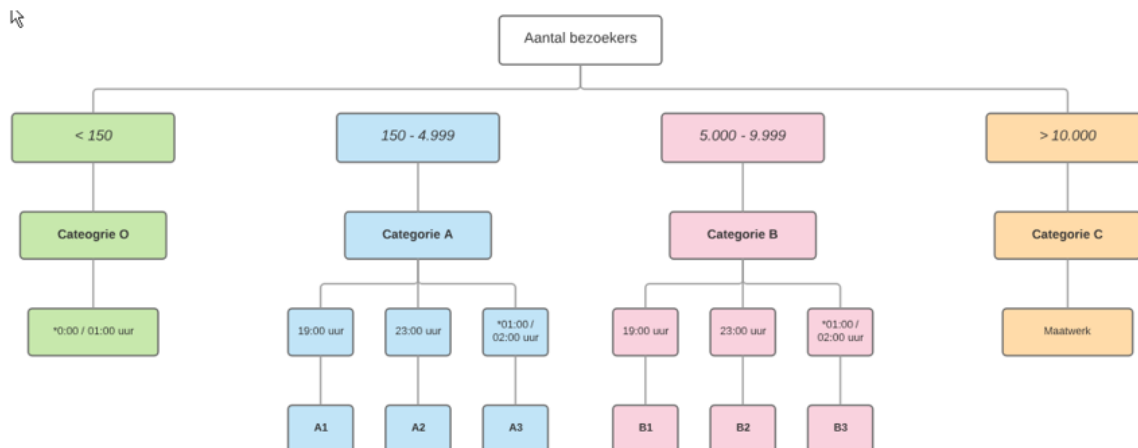 Aantal bezoekers
< 150
150 - 4.999
5.000 - 9.999
> 10.000
Cateogrie O
Categorie A
Categorie B
Categorie C
*0:00 / 01:00 uur
19:00 uur
23:00 uur
*01:00 /
02:00 uur
19:00 uur
23:00 uur
*01:00 /
02:00 uur
Maatwerk
A1
A2
A3
B1
B2
B3